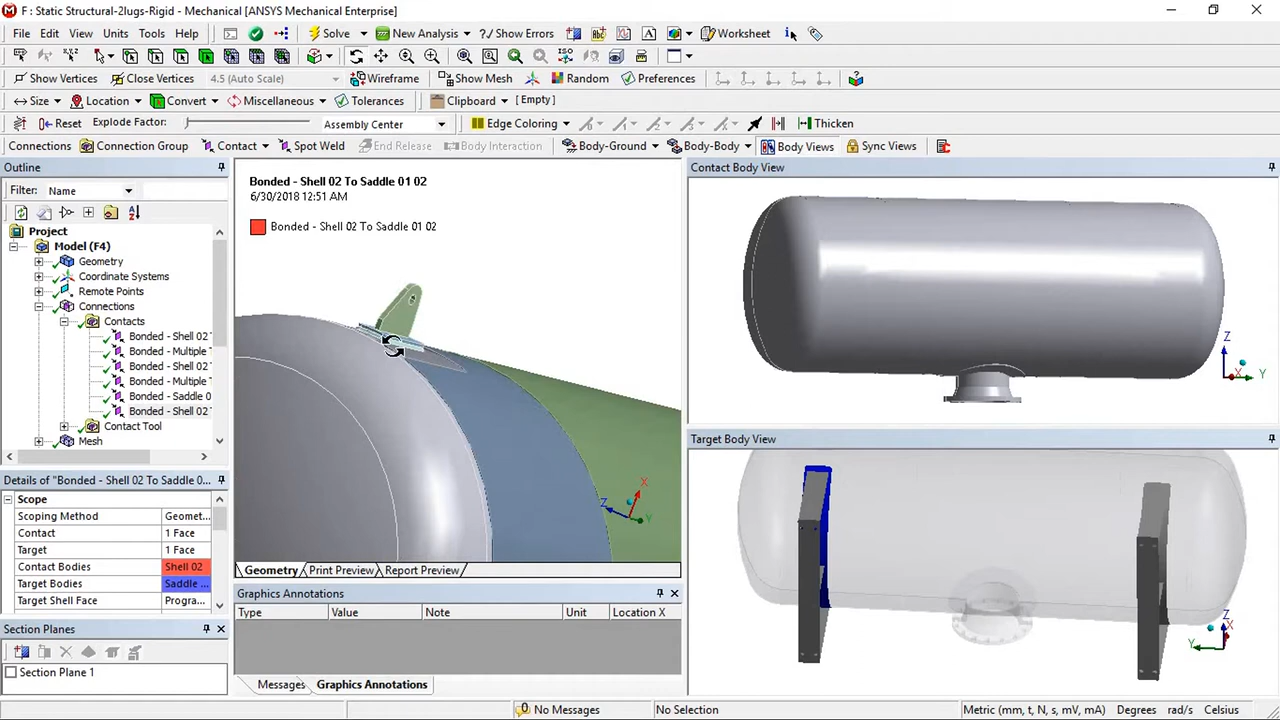 F : Static Structural-2lugs-Rigid - Mechanical [ANSYS Mechanical Enterprise]
File Edit View Units Tools Help Solve New Analysis ?/ Show Errors Worksheet
Show Vertices Close Vertices 4.5 (Auto Scale) Wireframe Show Mesh Random Preferences
Size Location Convert Miscellaneous Tolerances Clipboard [ Empty ]
Reset Explode Factor: Assembly Center Edge Coloring Thicken
Connections Connection Group Contact Spot Weld End Release Body Interaction Body-Ground Body-Body Body Views Sync Views
Outline
Filter: Name
Project
Model (F4)
Geometry
Coordinate Systems
Remote Points
Connections
Contacts
Bonded - Shell 02
Bonded - Multiple T
Bonded - Shell 02
Bonded - Multiple T
Bonded - Saddle 0
Bonded - Shell 02
Contact Tool
Mesh
Details of "Bonded - Shell 02 To Saddle 0...
Scope
Scoping Method Geomet...
Contact 1 Face
Target 1 Face
Contact Bodies Shell 02
Target Bodies Saddle ...
Target Shell Face Progra...
Section Planes
Section Plane 1
Bonded - Shell 02 To Saddle 01 02
6/30/2018 12:51 AM
Bonded - Shell 02 To Saddle 01 02
X
Z
Y
Geometry Print Preview Report Preview
Graphics Annotations
Type Value Note Unit Location X
Messages Graphics Annotations
Contact Body View
Z
X Y
Target Body View
Z
X
Y
No Messages No Selection Metric (mm, t, N, s, mV, mA) Degrees rad/s Celsius